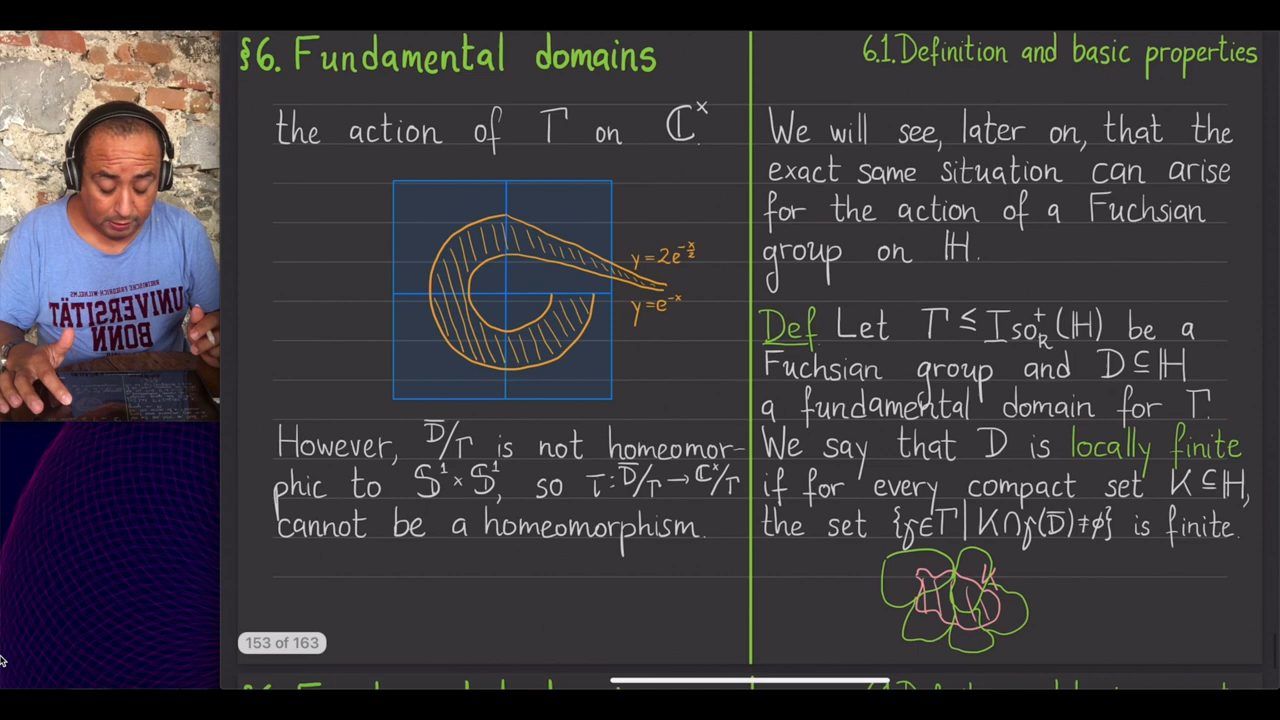 §6. Fundamental domains
6.1. Definition and basic properties
the action of Γ on ℂ^×.
y=2e^{-x/2}
y=e^{-x}
However, D̅/Γ is not homeomor-
phic to 𝕊¹×𝕊¹, so τ: D̅/Γ → ℂ^×/Γ
cannot be a homeomorphism.
We will see, later on, that the
exact same situation can arise
for the action of a Fuchsian
group on ℍ.
Def Let Γ ≤ Iso⁺_ℝ(ℍ) be a
Fuchsian group and D ⊆ ℍ
a fundamental domain for Γ.
We say that D is locally finite
if for every compact set K ⊆ ℍ,
the set {γ∈Γ | K∩γ(D̅)≠∅} is finite.
K
153 of 163
RHEINISCHE FRIEDRICH-WILHELMS
UNIVERSITÄT
BONN